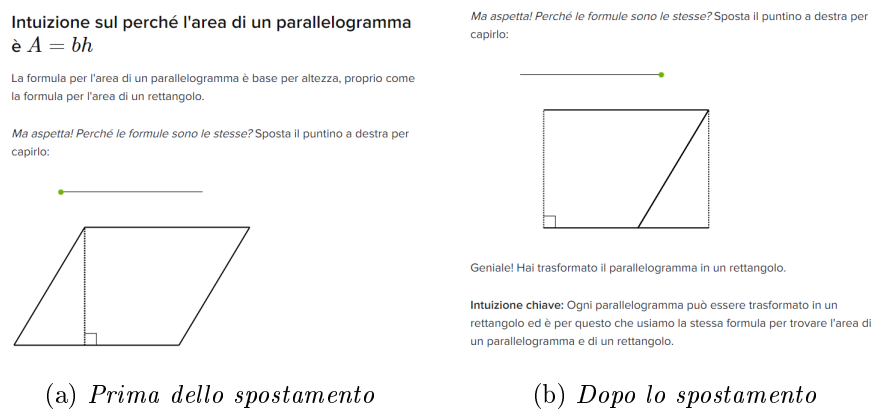 Intuizione sul perché l'area di un parallelogramma
è A = bh
La formula per l'area di un parallelogramma è base per altezza, proprio come
la formula per l'area di un rettangolo.
Ma aspetta! Perché le formule sono le stesse? Sposta il puntino a destra per
capirlo:
(a) Prima dello spostamento
Ma aspetta! Perché le formule sono le stesse? Sposta il puntino a destra per
capirlo:
Geniale! Hai trasformato il parallelogramma in un rettangolo.
Intuizione chiave: Ogni parallelogramma può essere trasformato in un
rettangolo ed è per questo che usiamo la stessa formula per trovare l'area di
un parallelogramma e di un rettangolo.
(b) Dopo lo spostamento